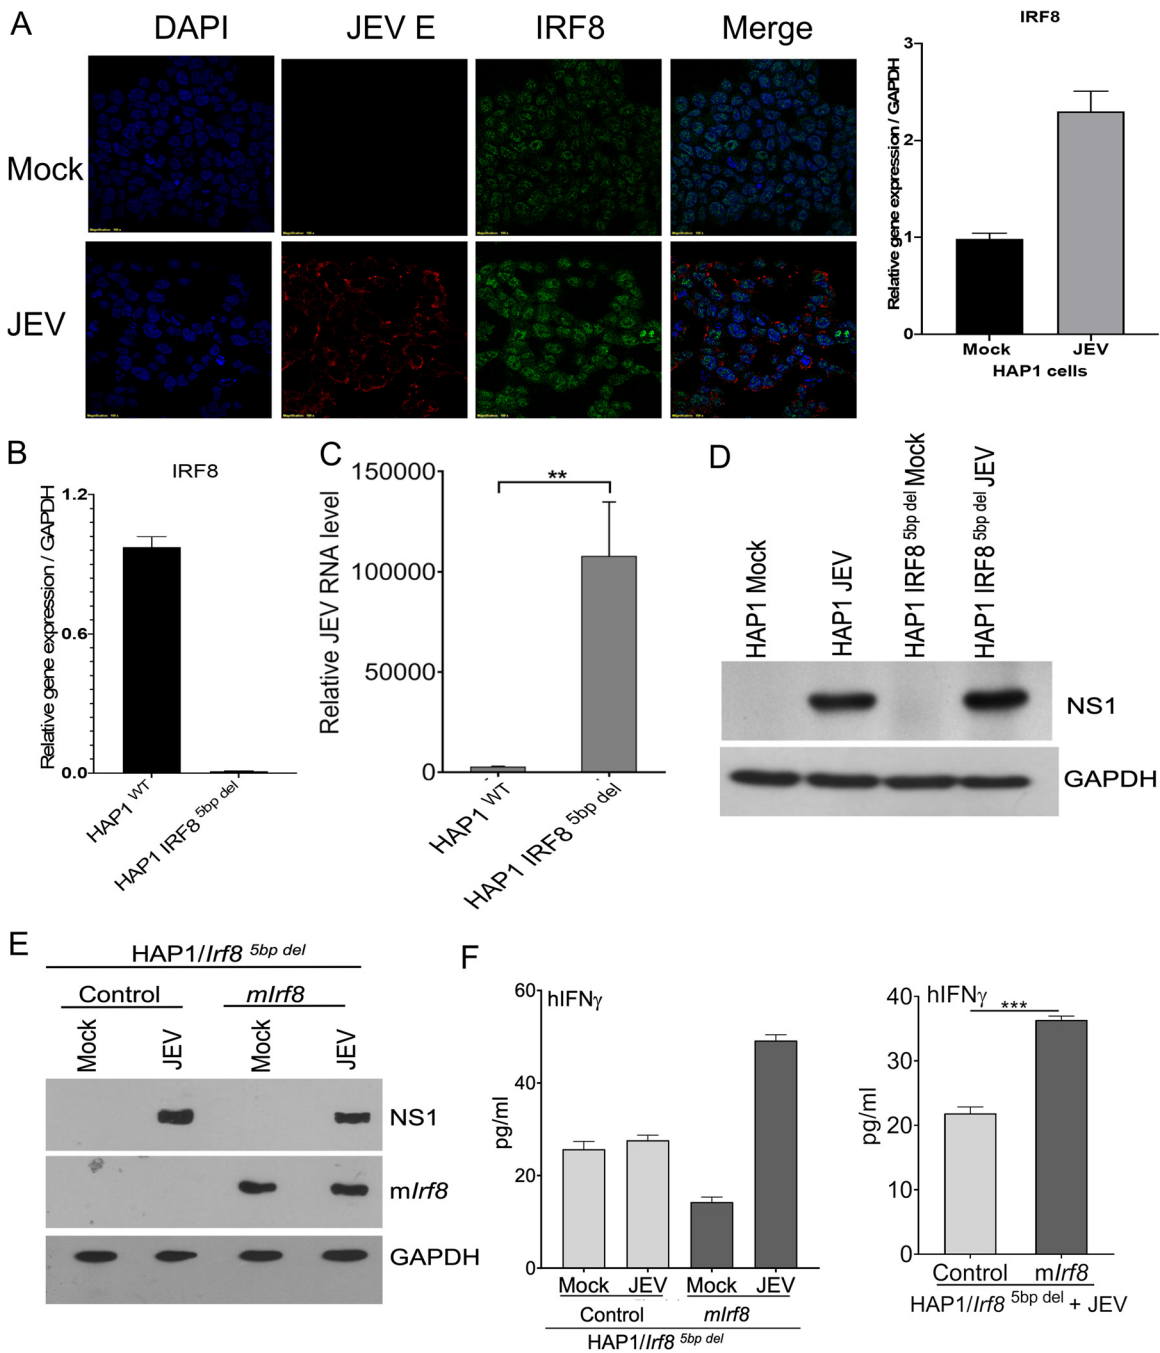 A
DAPI
JEV E
IRF8
Merge
Mock
JEV
IRF8
Relative gene expression / GAPDH
3
2
1
0
Mock
JEV
HAP1 cells
B
IRF8
Relative gene expression / GAPDH
1.2
0.6
0.0
HAP1 WT
HAP1 IRF8 5bp del
C
Relative JEV RNA level
150000
100000
50000
0
**
HAP1 WT
HAP1 IRF8 5bp del
D
HAP1 Mock
HAP1 JEV
HAP1 IRF8 5bp del Mock
HAP1 IRF8 5bp del JEV
NS1
GAPDH
E
HAP1/Irf8 5bp del
Control
mIrf8
Mock
JEV
Mock
JEV
NS1
mIrf8
GAPDH
F
hIFNγ
pg/ml
60
40
20
0
Mock
JEV
Mock
JEV
Control
mIrf8
HAP1/Irf8 5bp del
hIFNγ
***
pg/ml
40
30
20
10
0
Control
mIrf8
HAP1/Irf8 5bp del + JEV